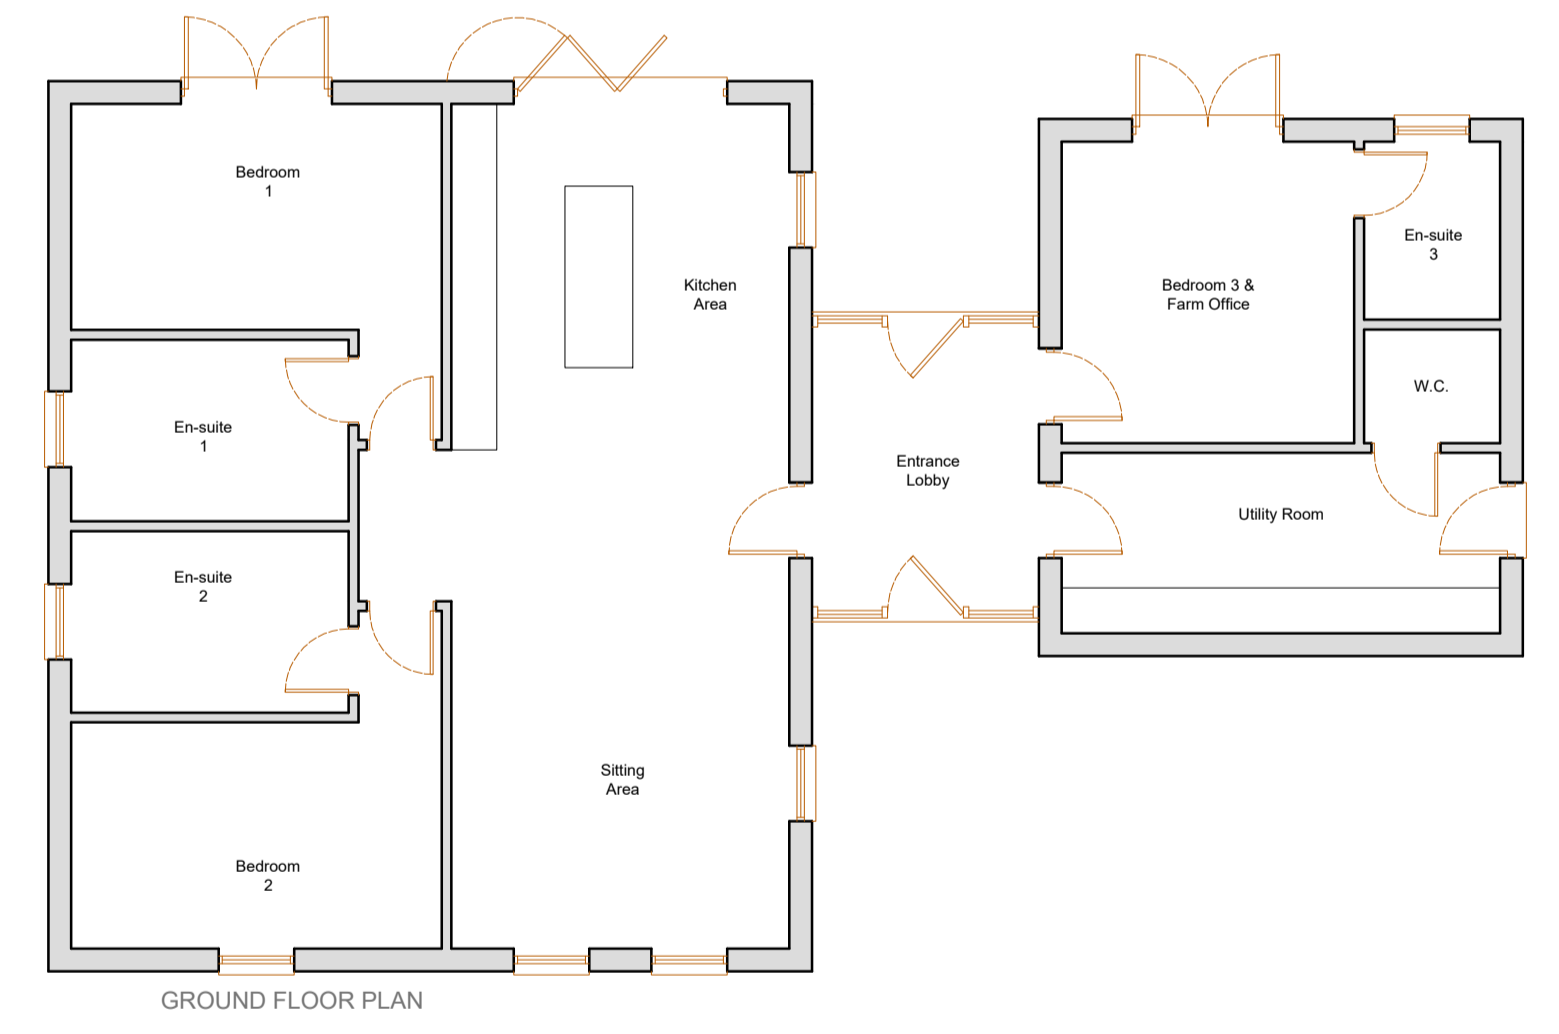 Bedroom
1
Kitchen
Area
En-suite
1
En-suite
2
Bedroom
2
Sitting
Area
Entrance
Lobby
Bedroom 3 &
Farm Office
En-suite
3
W.C.
Utility Room
GROUND FLOOR PLAN